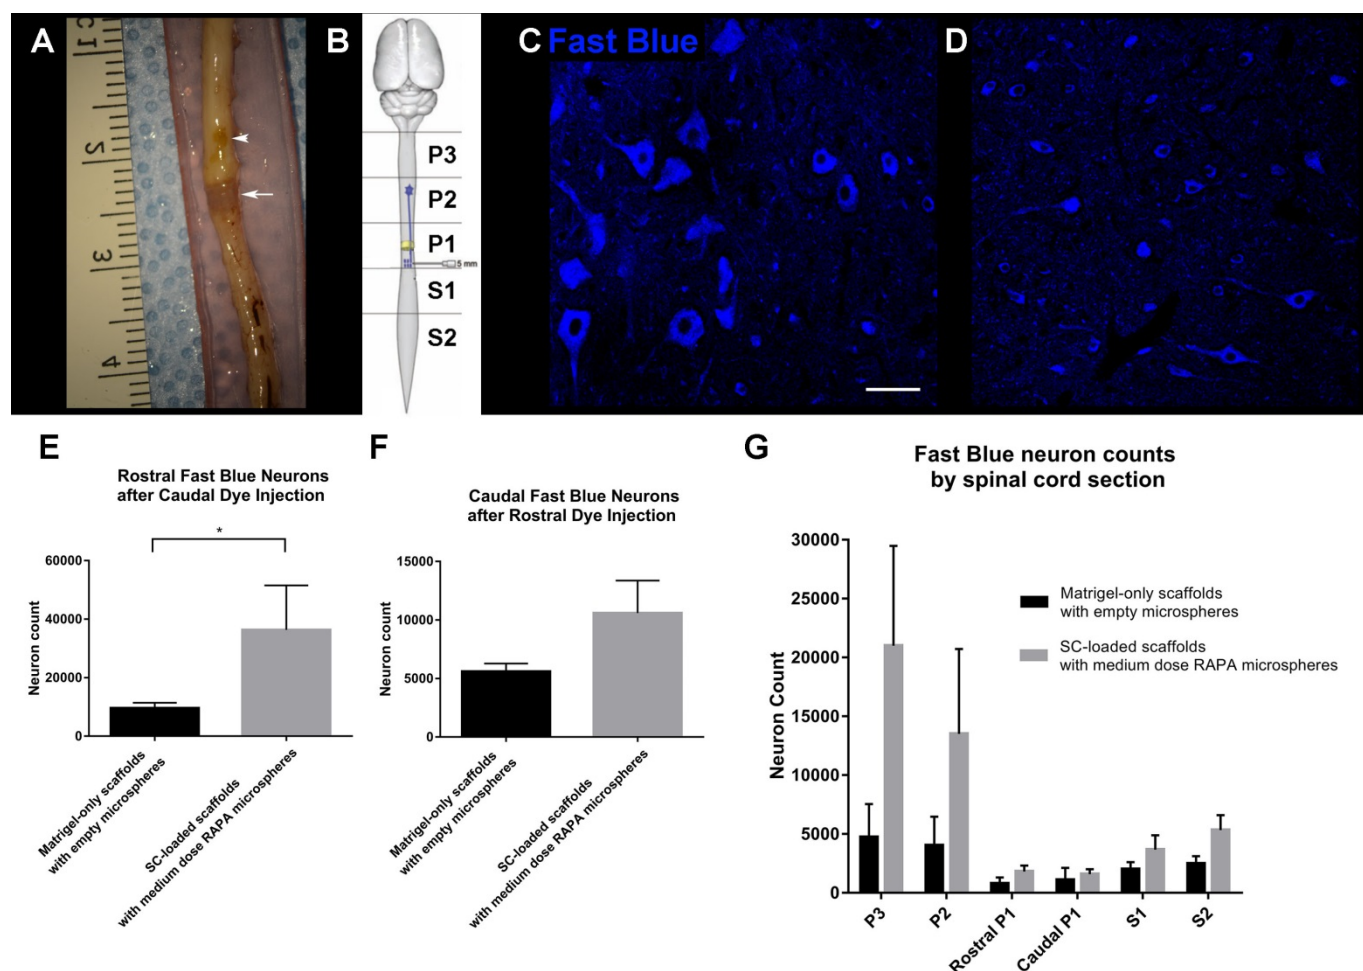 A
B
C
Fast Blue
D
C 1
2
3
4
P3
P2
P1
5 mm
S1
S2
E
Rostral Fast Blue Neurons
after Caudal Dye Injection
*
Neuron count
60000
40000
20000
0
Matrigel-only scaffolds
with empty microspheres
SC-loaded scaffolds
with medium dose RAPA microspheres
F
Caudal Fast Blue Neurons
after Rostral Dye Injection
Neuron count
15000
10000
5000
0
Matrigel-only scaffolds
with empty microspheres
SC-loaded scaffolds
with medium dose RAPA microspheres
G
Fast Blue neuron counts
by spinal cord section
Neuron Count
30000
25000
20000
15000
10000
5000
0
Matrigel-only scaffolds
with empty microspheres
SC-loaded scaffolds
with medium dose RAPA microspheres
P3
P2
Rostral P1
Caudal P1
S1
S2